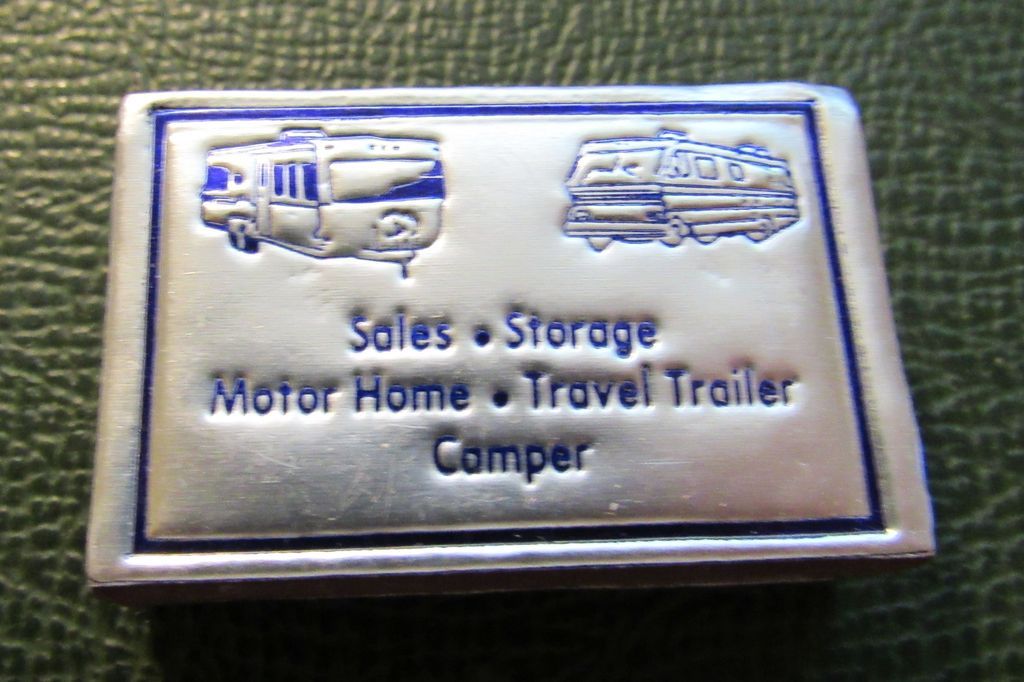 Sales • Storage
Motor Home • Travel Trailer
Camper